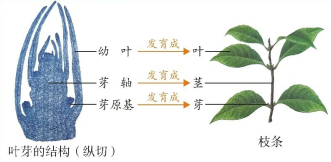 幼叶 发育成 叶
芽轴 发育成 茎
芽原基 发育成 芽
叶芽的结构（纵切）
枝条